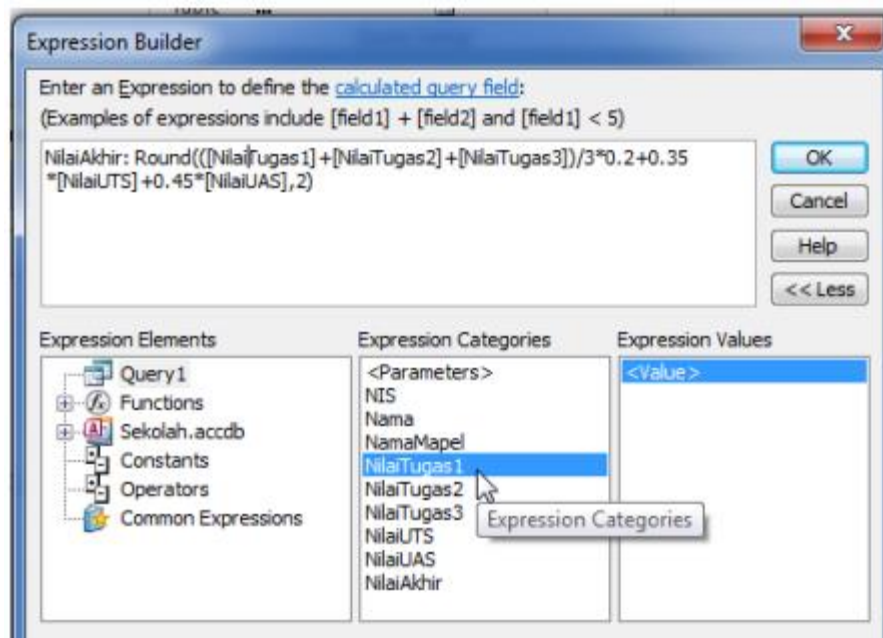 Expression Builder
Enter an Expression to define the calculated query field:
(Examples of expressions include [field1] + [field2] and [field1] < 5)
NilaiAkhir: Round(([NilaiTugas1]+[NilaiTugas2]+[NilaiTugas3])/3*0.2+0.35
*[NilaiUTS]+0.45*[NilaiUAS],2)
OK
Cancel
Help
<< Less
Expression Elements
Query1
Functions
Sekolah.accdb
Constants
Operators
Common Expressions
Expression Categories
<Parameters>
NIS
Nama
NamaMapel
NilaiTugas1
NilaiTugas2
NilaiTugas3
NilaiUTS
NilaiUAS
NilaiAkhir
Expression Categories
Expression Values
<Value>